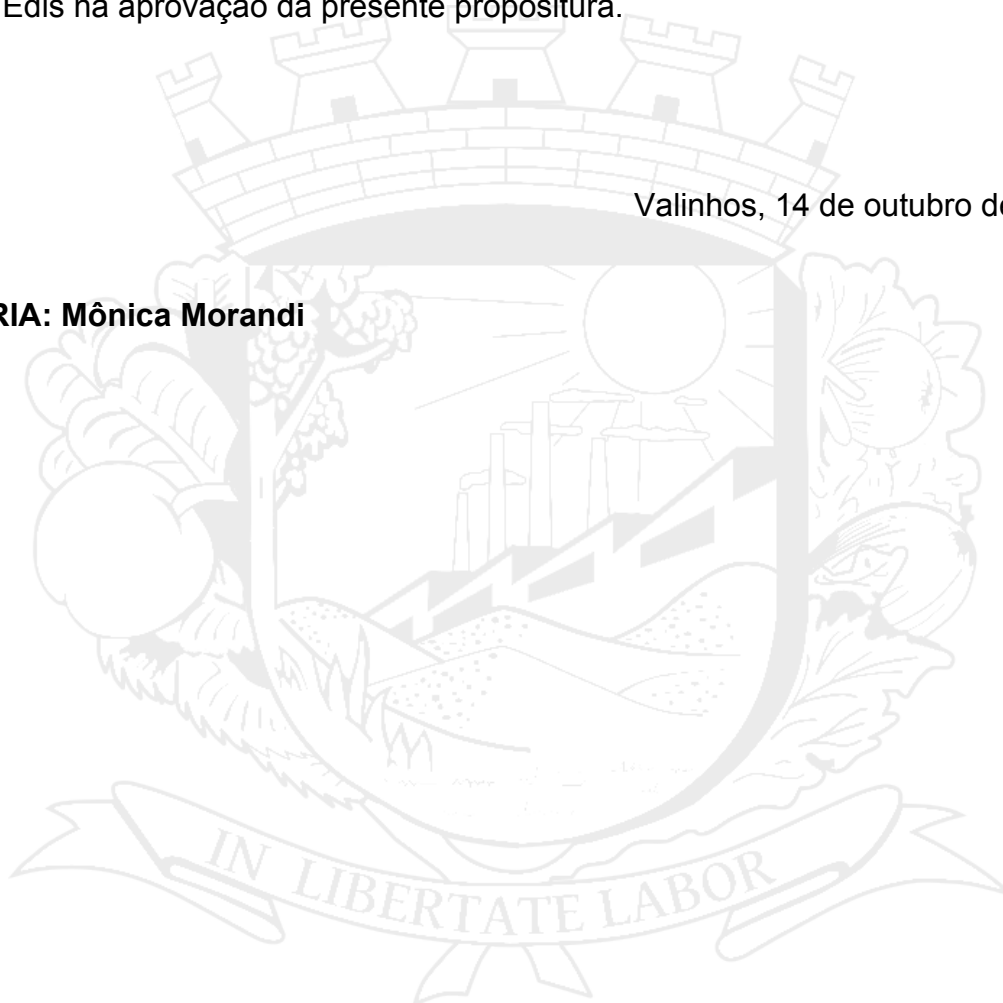 Edis na aprovação da presente propositura.
Valinhos, 14 de outubro de
RIA: Mônica Morandi
IN LIBERTATE LABOR